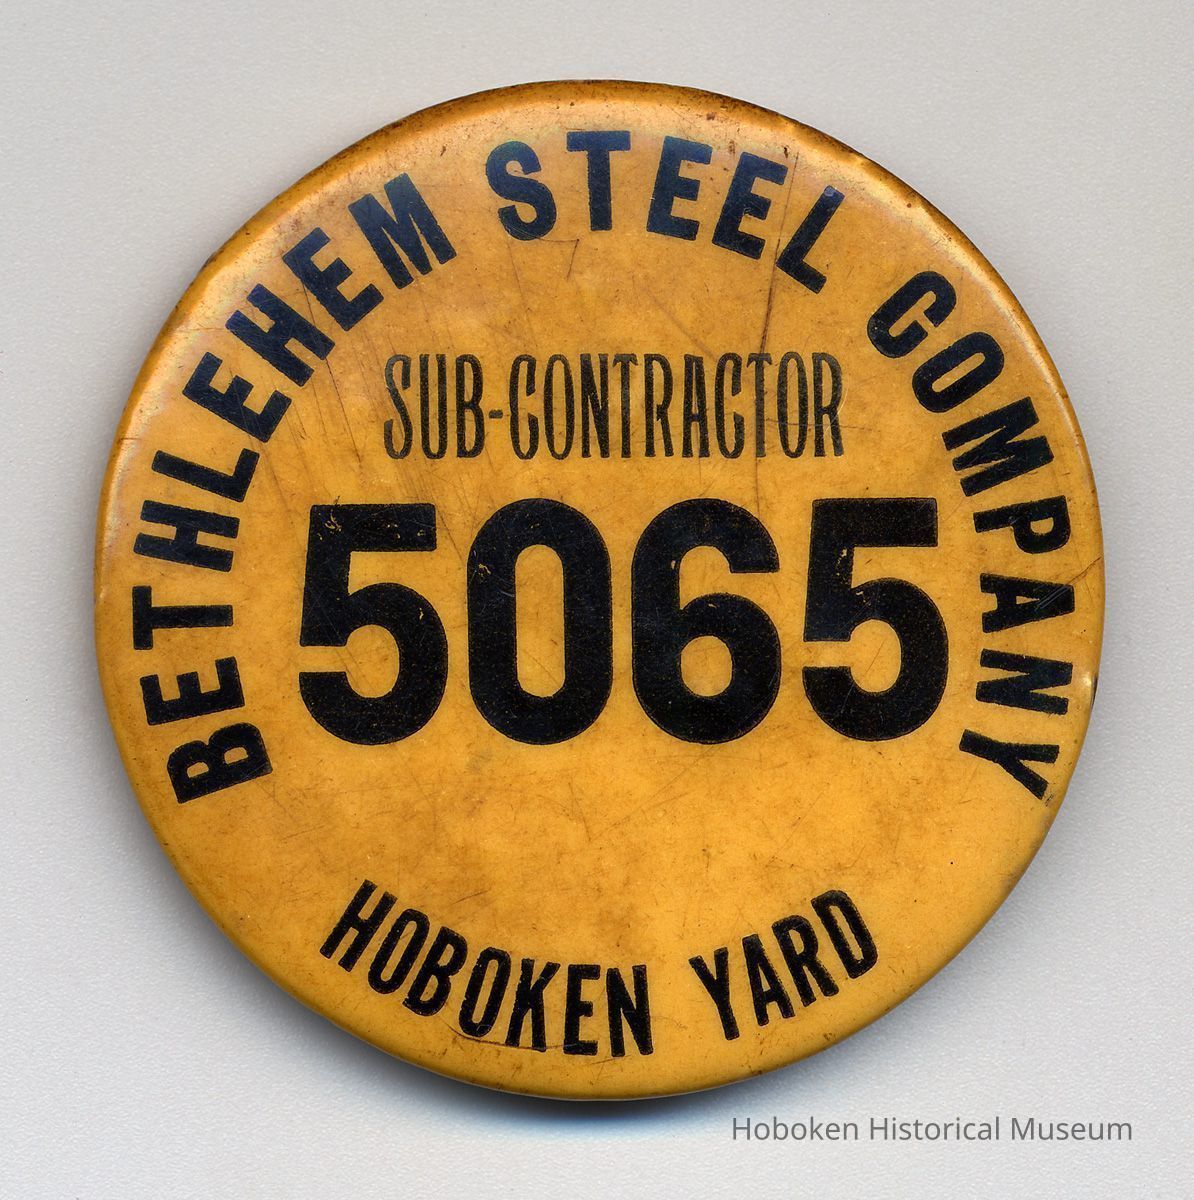 BETHLEHEM STEEL COMPANY
SUB-CONTRACTOR
5065
HOBOKEN YARD
Hoboken Historical Museum